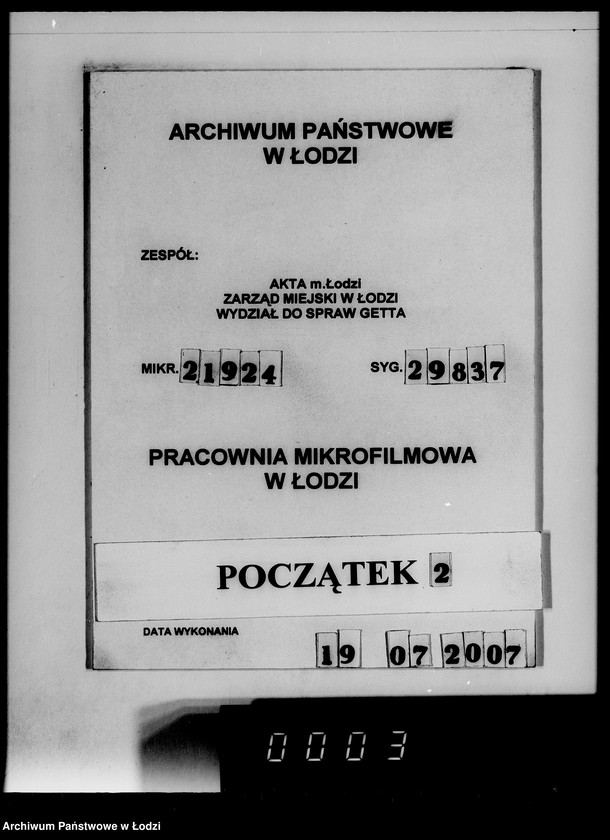 ARCHIWUM PAŃSTWOWE
W ŁODZI
ZESPÓŁ:
AKTA m.Łodzi
ZARZĄD MIEJSKI W ŁODZI
WYDZIAŁ DO SPRAW GETTA
MIKR. 21924 SYG. 29837
PRACOWNIA MIKROFILMOWA
W ŁODZI
POCZĄTEK 2
DATA WYKONANIA
19 07 2007
0003
Archiwum Państwowe w Łodzi